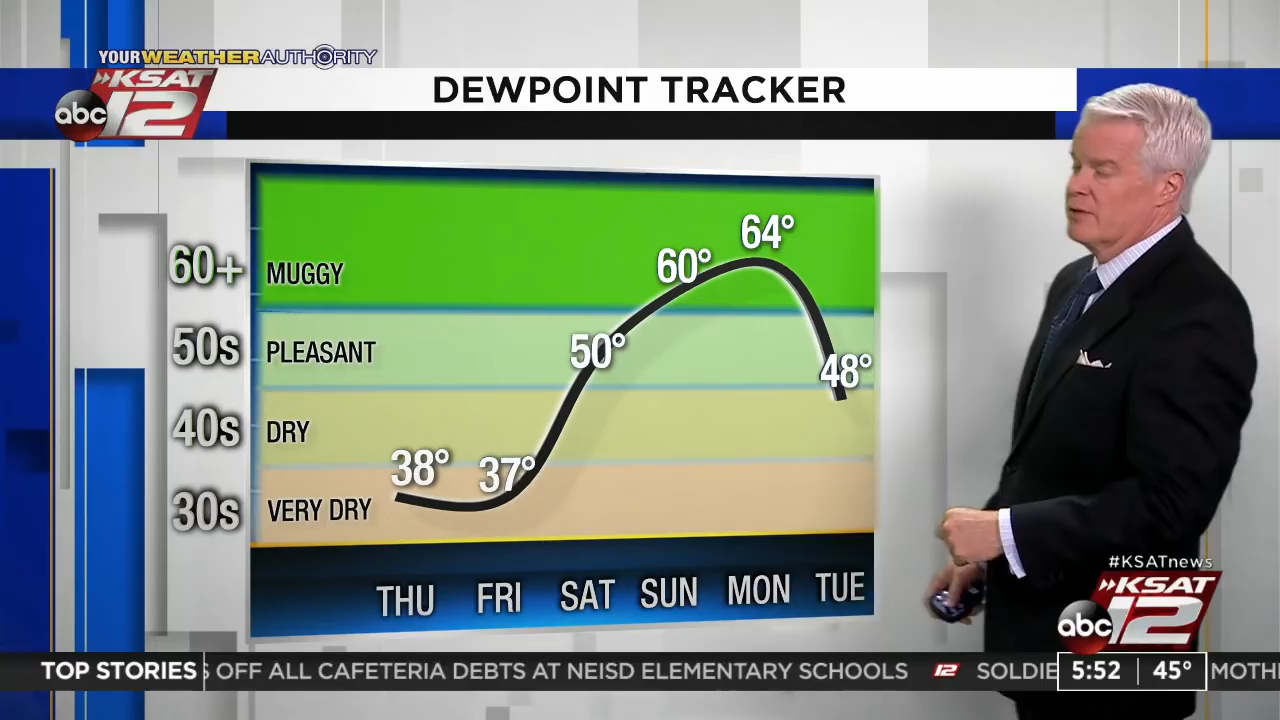 YOURWEATHERAUTHORITY
KSAT
abc 12
DEWPOINT TRACKER
60+ MUGGY
50s PLEASANT
40s DRY
30s VERY DRY
38° 37° 50° 60° 64° 48°
THU FRI SAT SUN MON TUE
#KSATnews
KSAT
abc 12
TOP STORIES S OFF ALL CAFETERIA DEBTS AT NEISD ELEMENTARY SCHOOLS 12 SOLDIE 5:52 45° MOTH